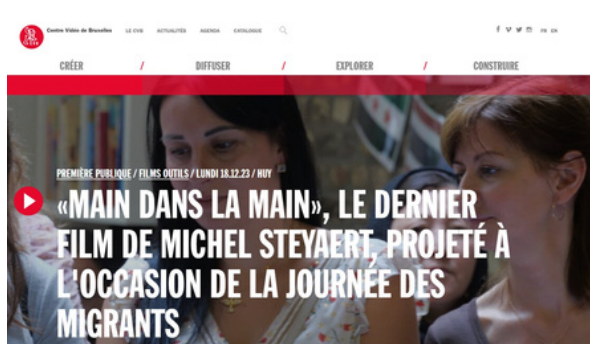 Centre Vidéo de Bruxelles LE CVB ACTUALITÉS AGENDA CATALOGUE FR EN
CRÉER / DIFFUSER / EXPLORER / CONSTRUIRE
PREMIÈRE PUBLIQUE / FILMS OUTILS / LUNDI 18.12.23 / HUY
«MAIN DANS LA MAIN», LE DERNIER
FILM DE MICHEL STEYAERT, PROJETÉ À
L'OCCASION DE LA JOURNÉE DES
MIGRANTS